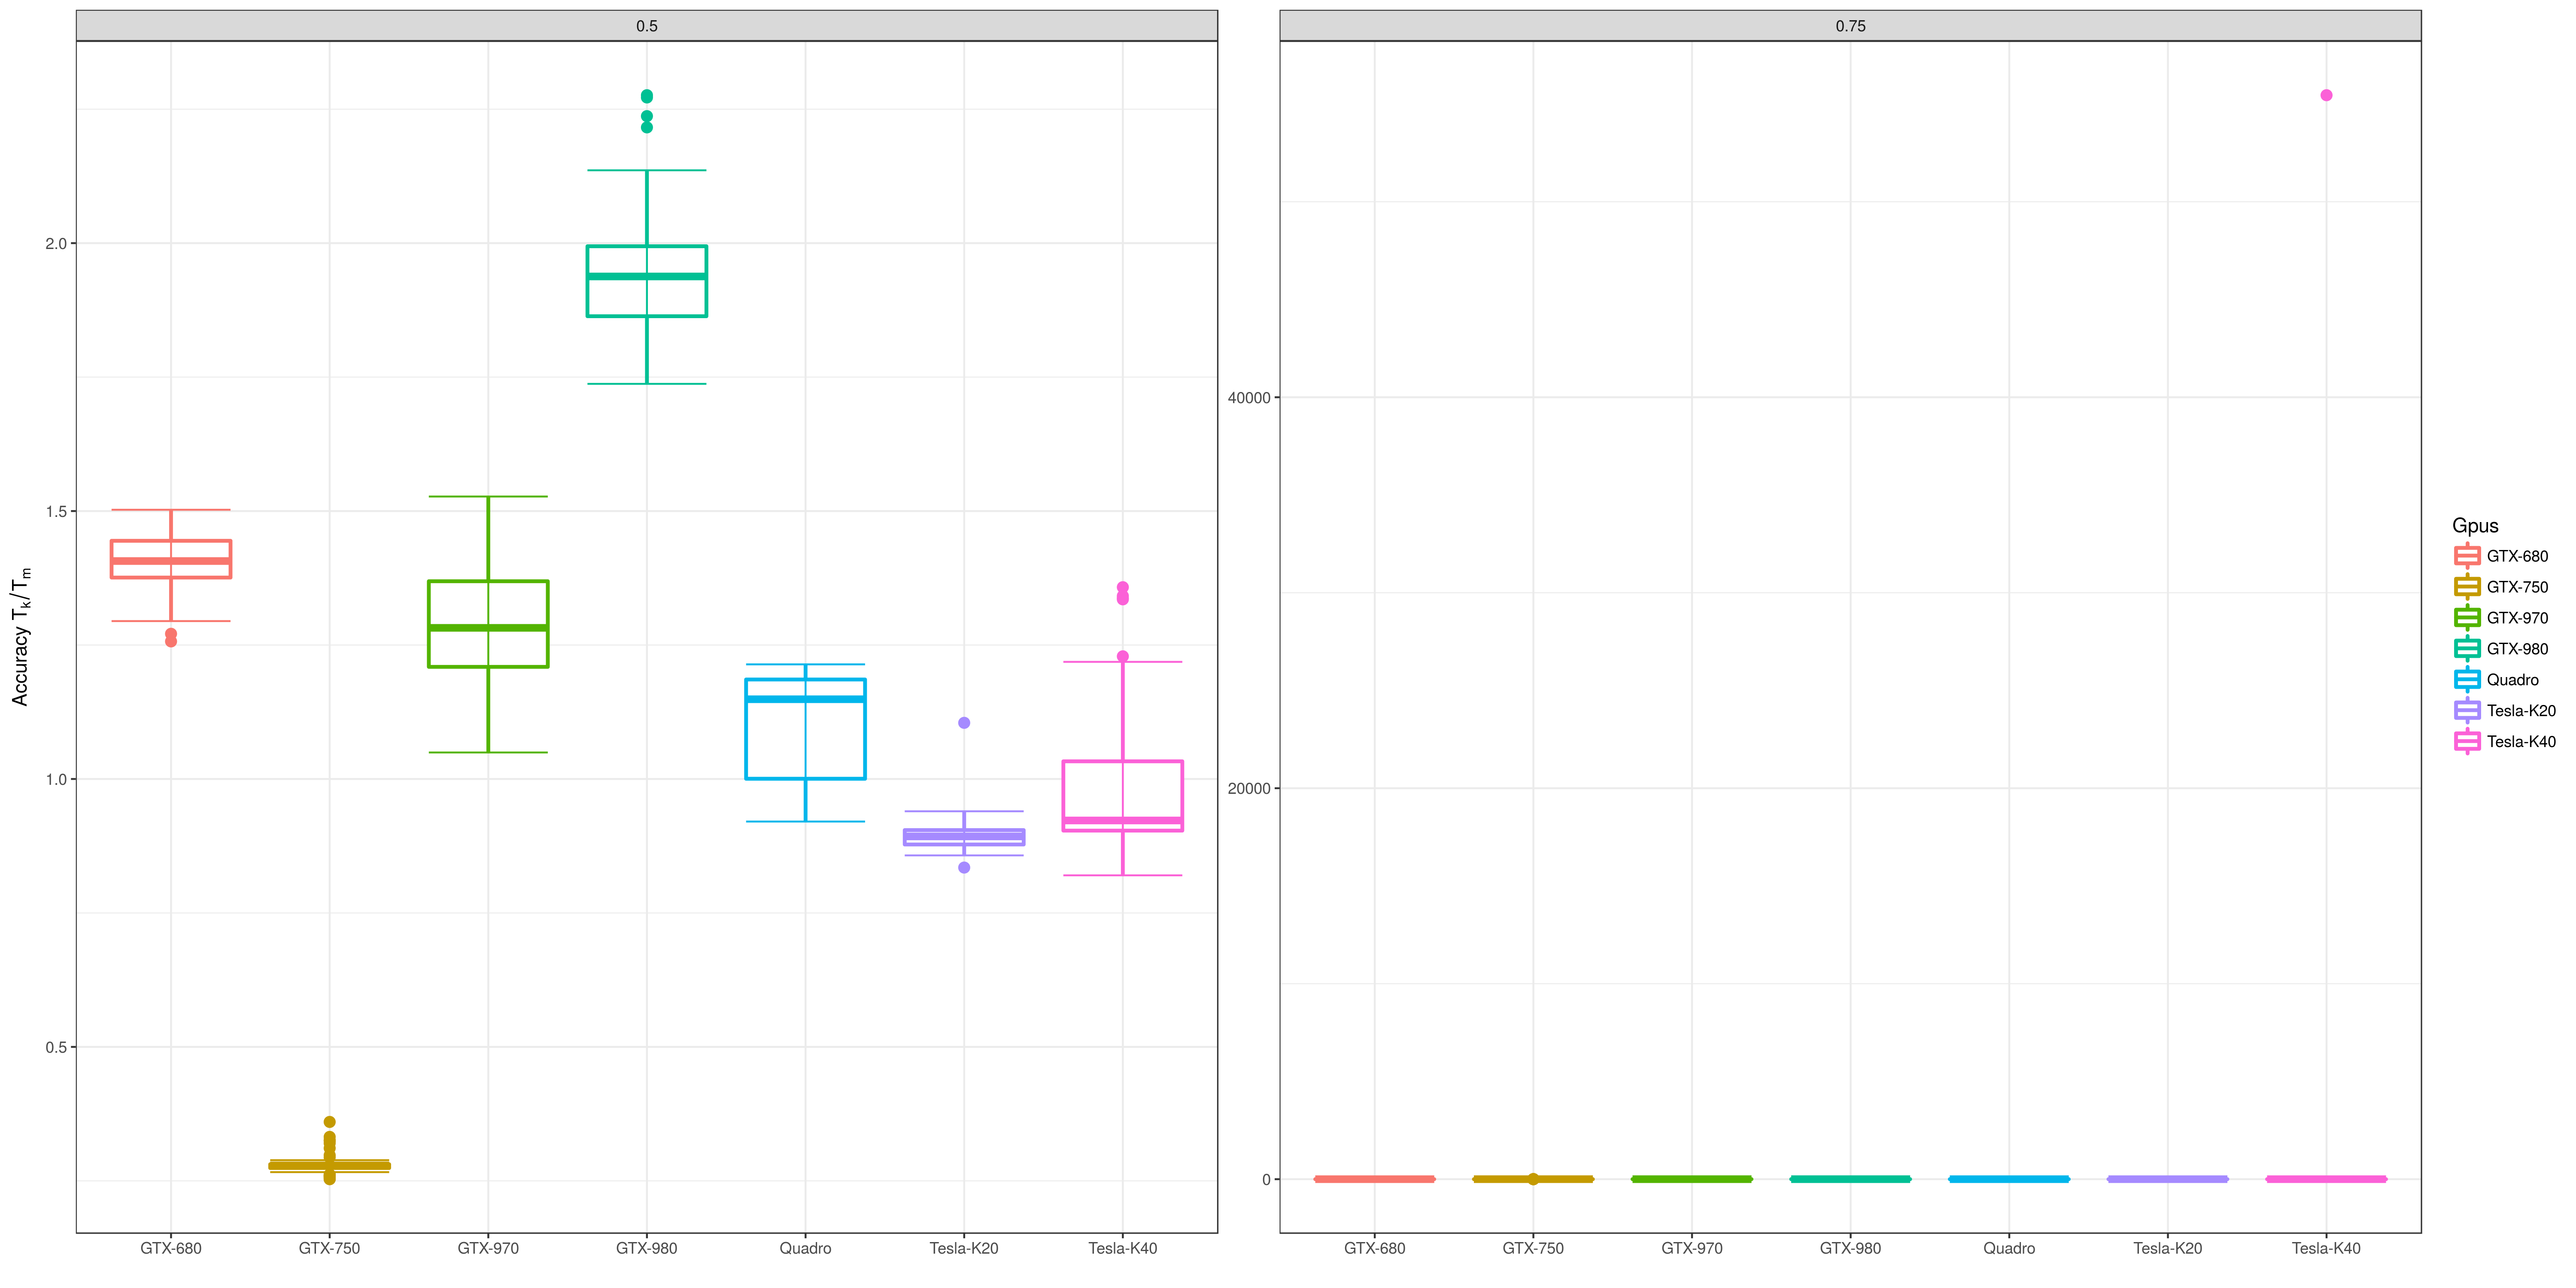 0.5
0.75
Accuracy Tk/Tm
2.0
1.5
1.0
0.5
GTX-680 GTX-750 GTX-970 GTX-980 Quadro Tesla-K20 Tesla-K40
40000
20000
0
GTX-680 GTX-750 GTX-970 GTX-980 Quadro Tesla-K20 Tesla-K40
Gpus
GTX-680
GTX-750
GTX-970
GTX-980
Quadro
Tesla-K20
Tesla-K40